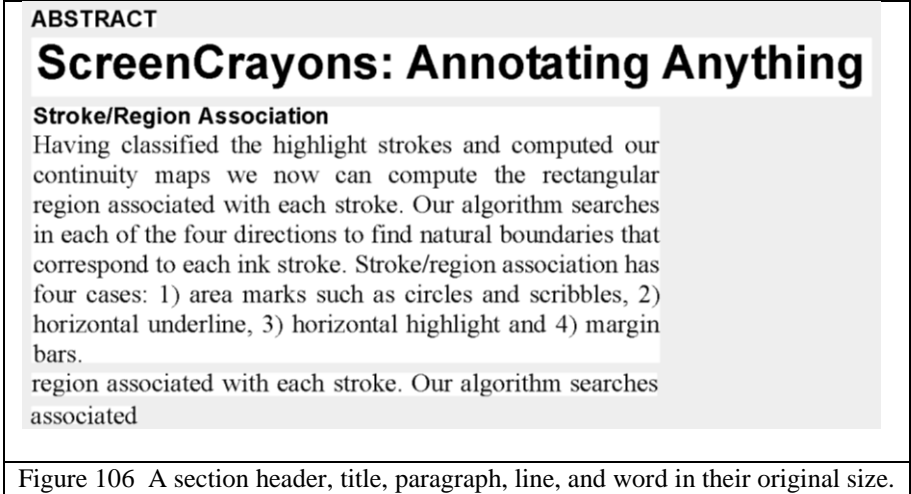 ABSTRACT
ScreenCrayons: Annotating Anything
Stroke/Region Association
Having classified the highlight strokes and computed our
continuity maps we now can compute the rectangular
region associated with each stroke. Our algorithm searches
in each of the four directions to find natural boundaries that
correspond to each ink stroke. Stroke/region association has
four cases: 1) area marks such as circles and scribbles, 2)
horizontal underline, 3) horizontal highlight and 4) margin
bars.
region associated with each stroke. Our algorithm searches
associated
Figure 106 A section header, title, paragraph, line, and word in their original size.